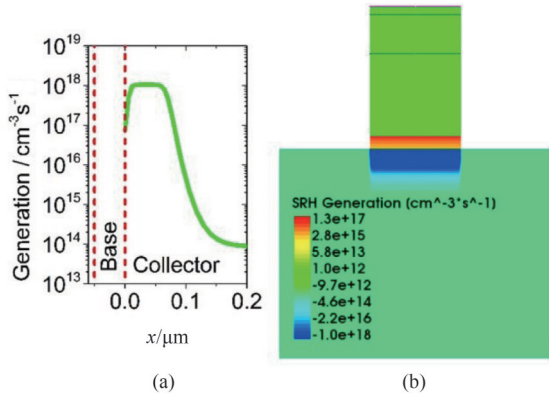 (a)
10^19
10^18
10^17
10^16
10^15
10^14
10^13
Generation / cm^-3s^-1
Base
Collector
0.0
0.1
0.2
x/μm
(a)
(b)
SRH Generation (cm^-3*s^-1)
1.3e+17
2.8e+15
5.8e+13
1.0e+12
-9.7e+12
-4.6e+14
-2.2e+16
-1.0e+18
(b)